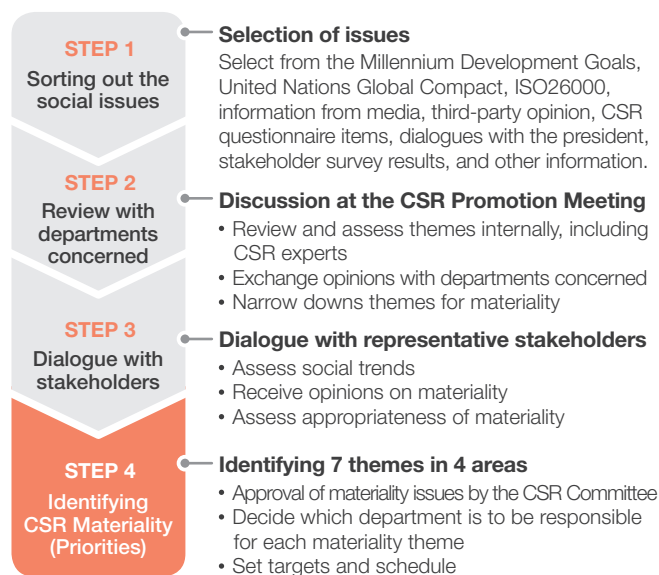 STEP 1
Sorting out the
social issues
Selection of issues
Select from the Millennium Development Goals,
United Nations Global Compact, ISO26000,
information from media, third-party opinion, CSR
questionnaire items, dialogues with the president,
stakeholder survey results, and other information.
STEP 2
Review with
departments
concerned
Discussion at the CSR Promotion Meeting
• Review and assess themes internally, including
CSR experts
• Exchange opinions with departments concerned
• Narrow downs themes for materiality
STEP 3
Dialogue with
stakeholders
Dialogue with representative stakeholders
• Assess social trends
• Receive opinions on materiality
• Assess appropriateness of materiality
STEP 4
Identifying
CSR Materiality
(Priorities)
Identifying 7 themes in 4 areas
• Approval of materiality issues by the CSR Committee
• Decide which department is to be responsible
for each materiality theme
• Set targets and schedule